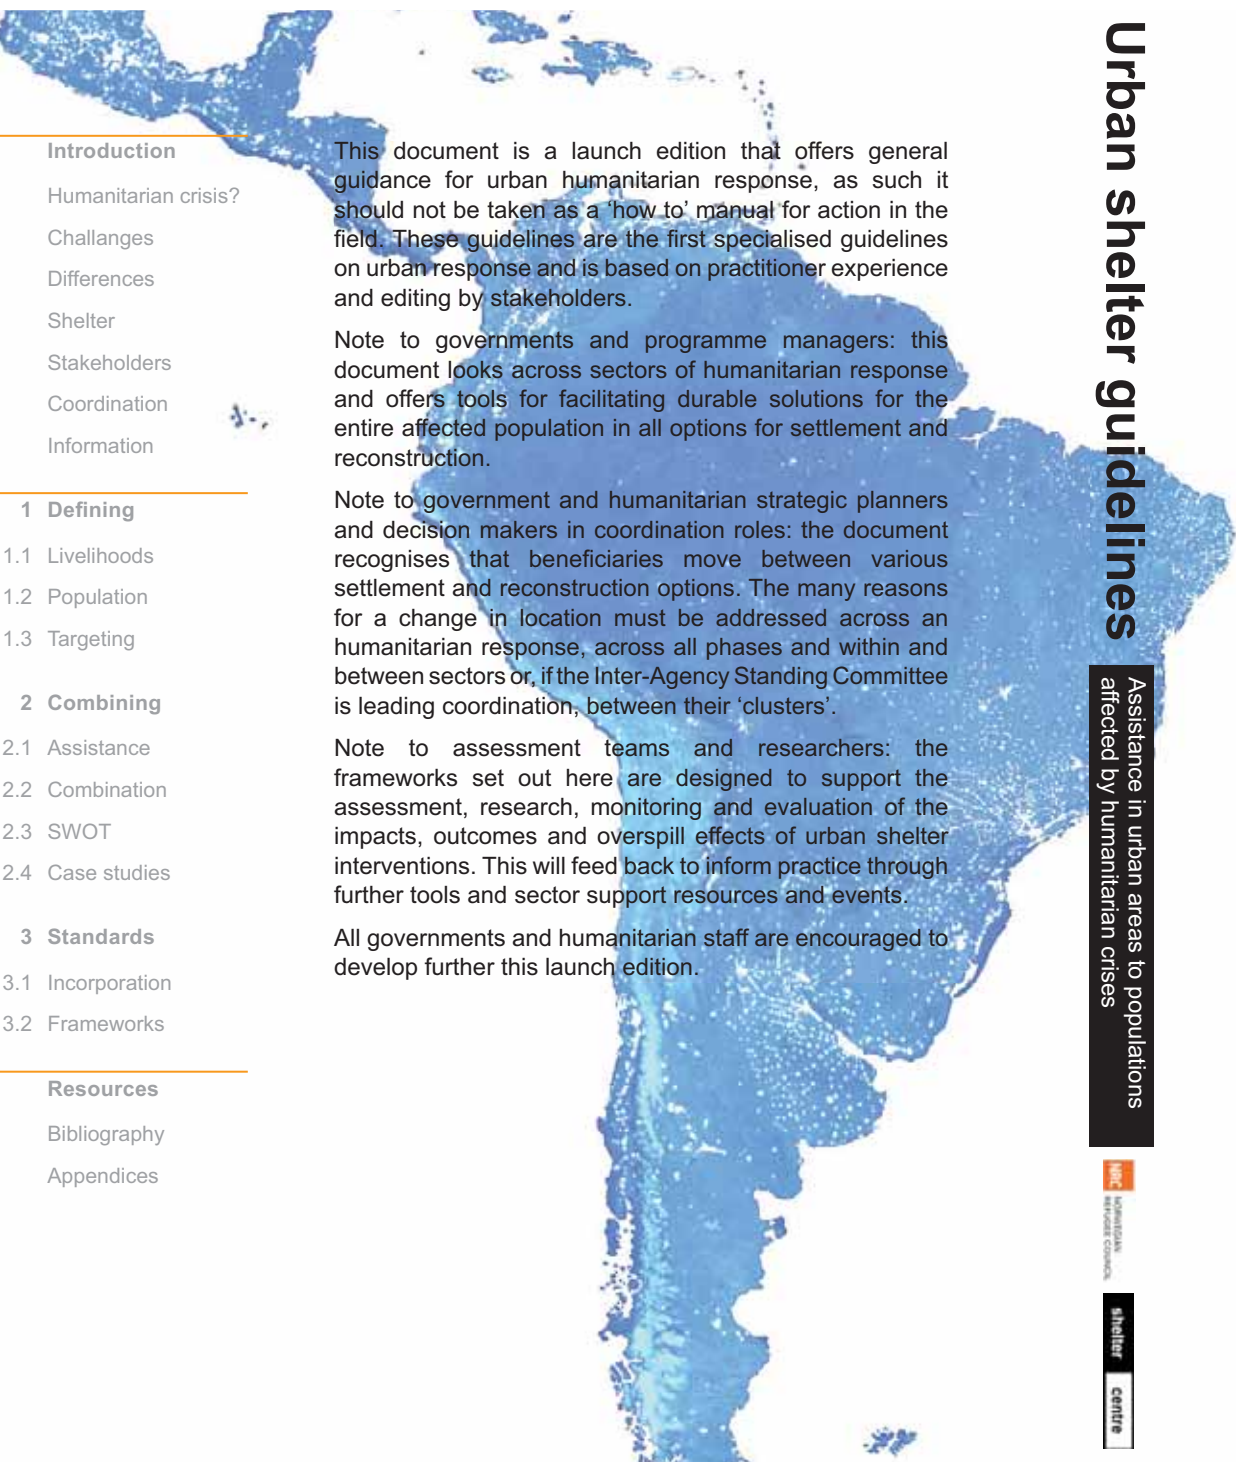 Introduction
Humanitarian crisis?
Challanges
Differences
Shelter
Stakeholders
Coordination
Information
1 Defining
1.1 Livelihoods
1.2 Population
1.3 Targeting
2 Combining
2.1 Assistance
2.2 Combination
2.3 SWOT
2.4 Case studies
3 Standards
3.1 Incorporation
3.2 Frameworks
Resources
Bibliography
Appendices
This document is a launch edition that offers general
guidance for urban humanitarian response, as such it
should not be taken as a ‘how to’ manual for action in the
field. These guidelines are the first specialised guidelines
on urban response and is based on practitioner experience
and editing by stakeholders.
Note to governments and programme managers: this
document looks across sectors of humanitarian response
and offers tools for facilitating durable solutions for the
entire affected population in all options for settlement and
reconstruction.
Note to government and humanitarian strategic planners
and decision makers in coordination roles: the document
recognises that beneficiaries move between various
settlement and reconstruction options. The many reasons
for a change in location must be addressed across an
humanitarian response, across all phases and within and
between sectors or, if the Inter-Agency Standing Committee
is leading coordination, between their ‘clusters’.
Note to assessment teams and researchers: the
frameworks set out here are designed to support the
assessment, research, monitoring and evaluation of the
impacts, outcomes and overspill effects of urban shelter
interventions. This will feed back to inform practice through
further tools and sector support resources and events.
All governments and humanitarian staff are encouraged to
develop further this launch edition.
Urban shelter guidelines
Assistance in urban areas to populations
affected by humanitarian crises
NRC
NORWEGIAN
REFUGEE COUNCIL
shelter centre